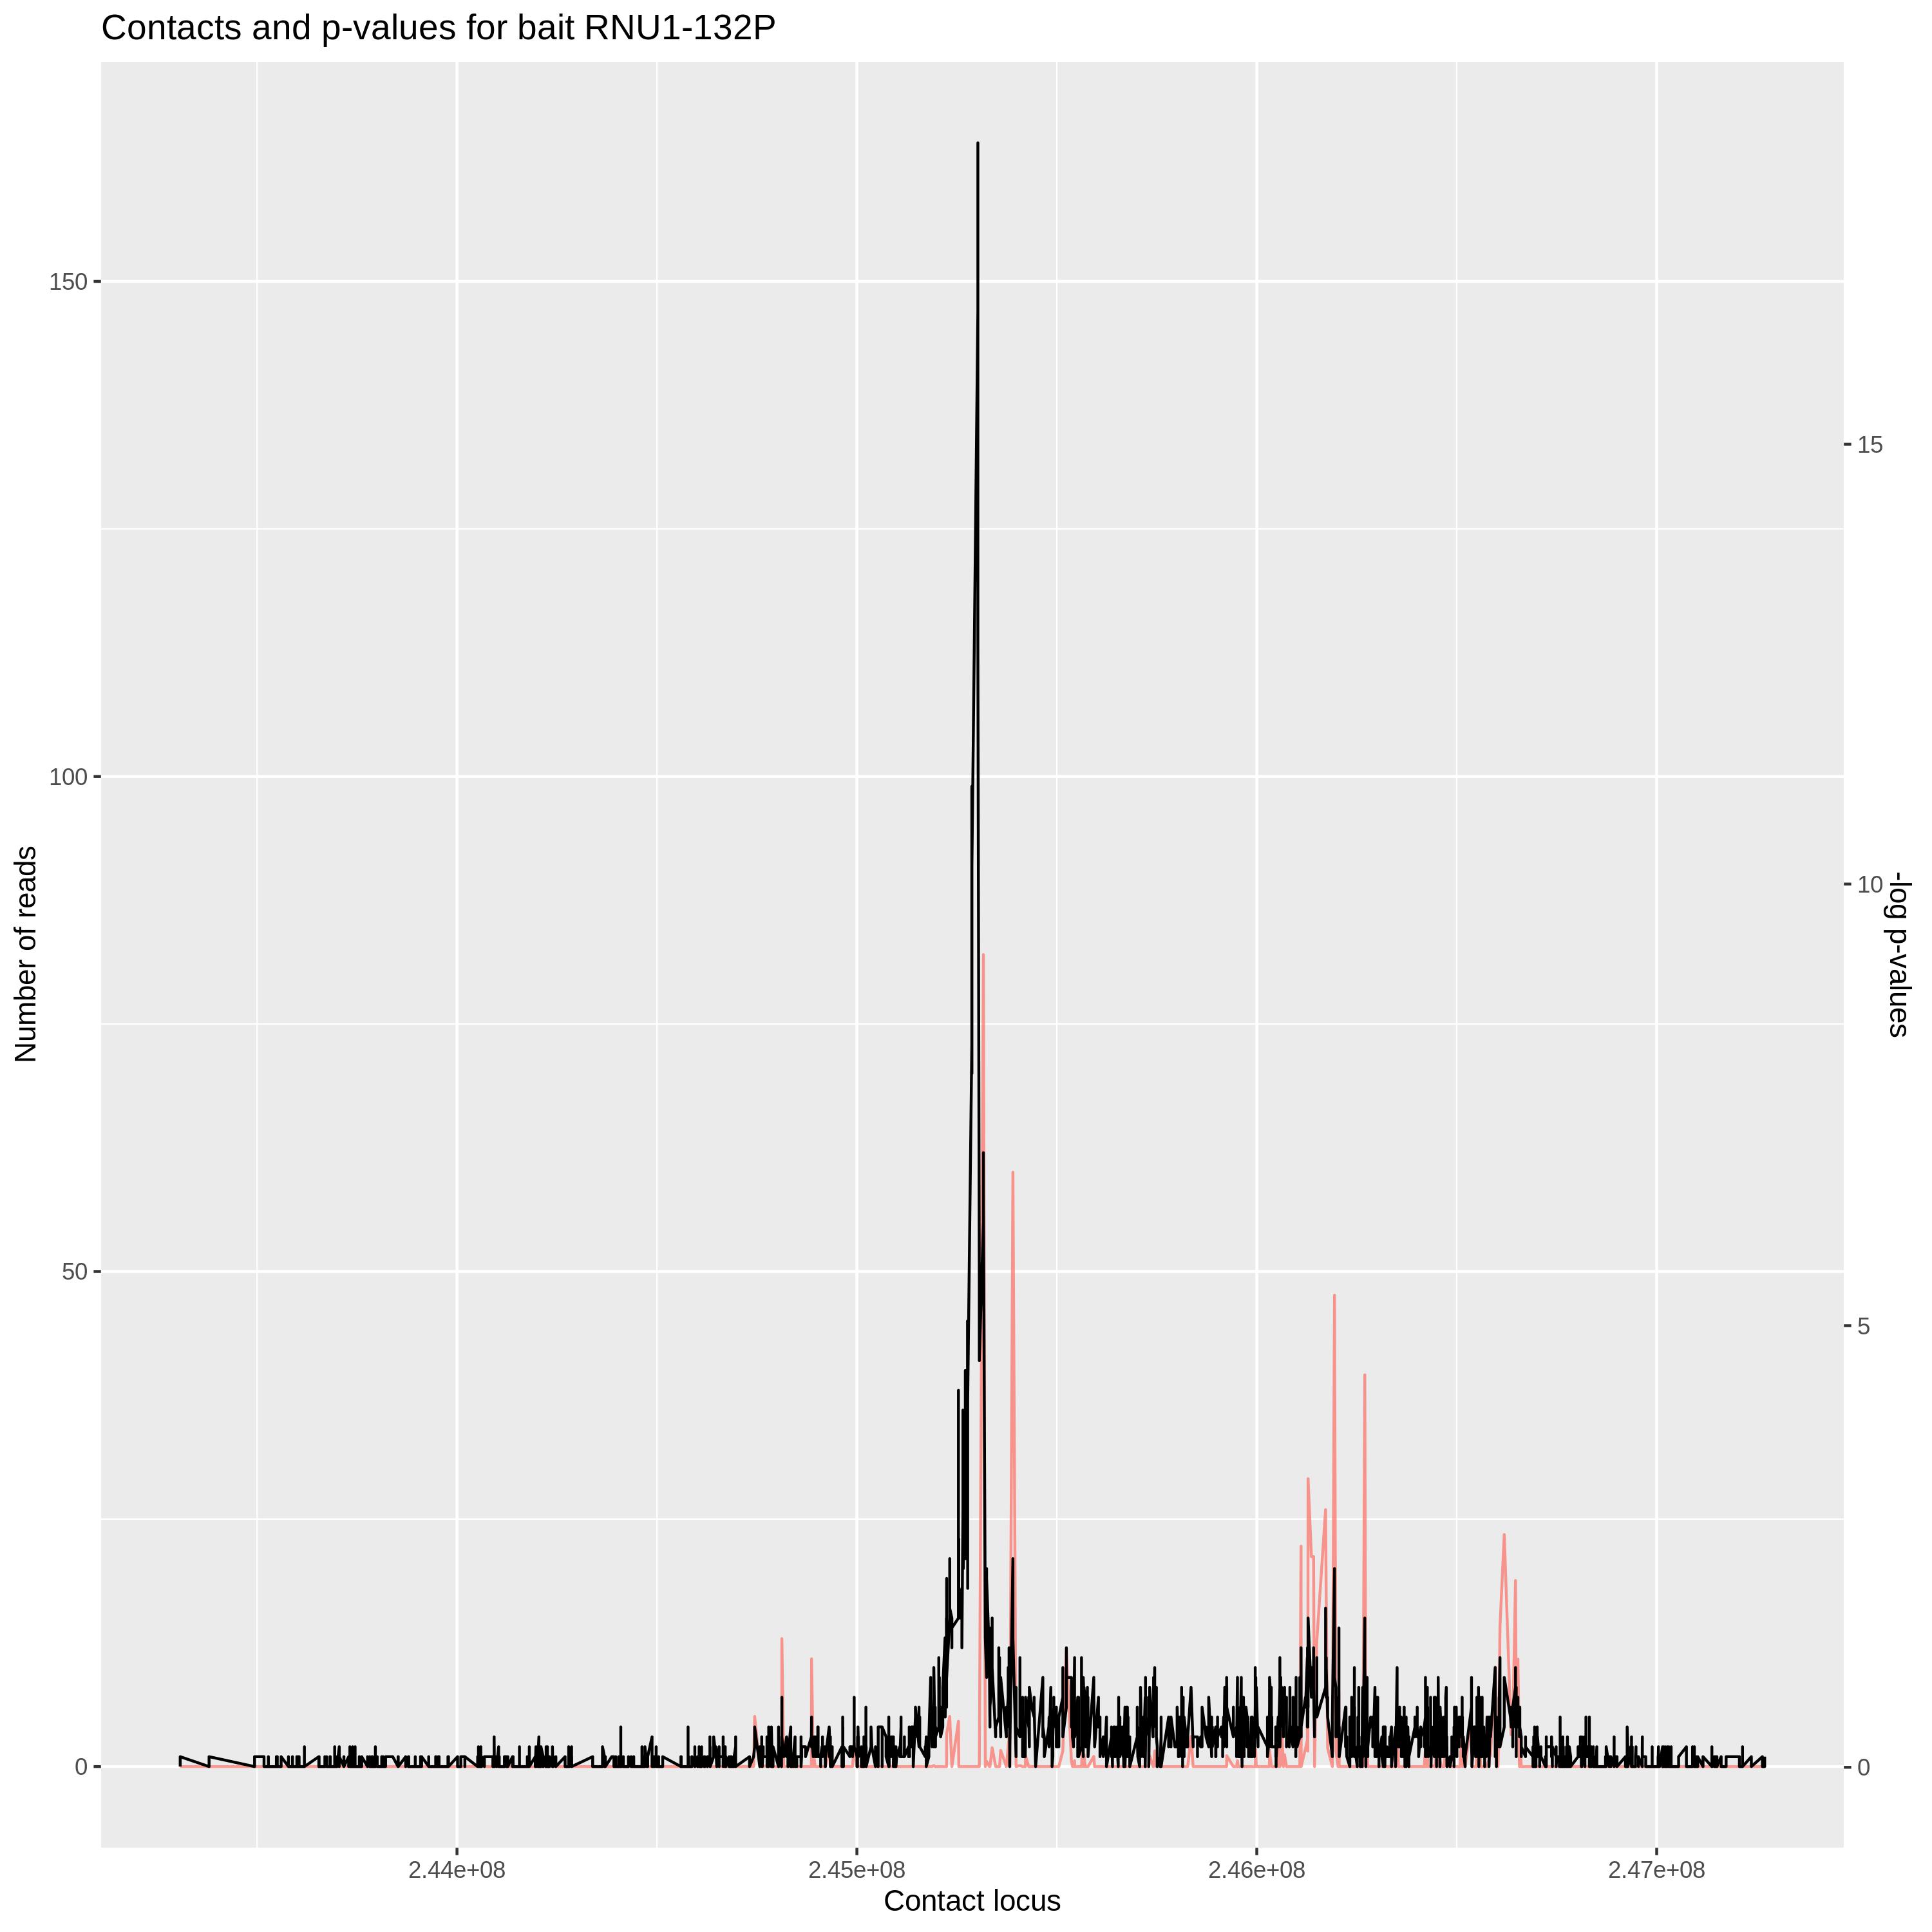 Contacts and p-values for bait RNU1-132P
150
100
50
0
Number of reads
15
10
5
0
-log p-values
2.44e+08
2.45e+08
2.46e+08
2.47e+08
Contact locus